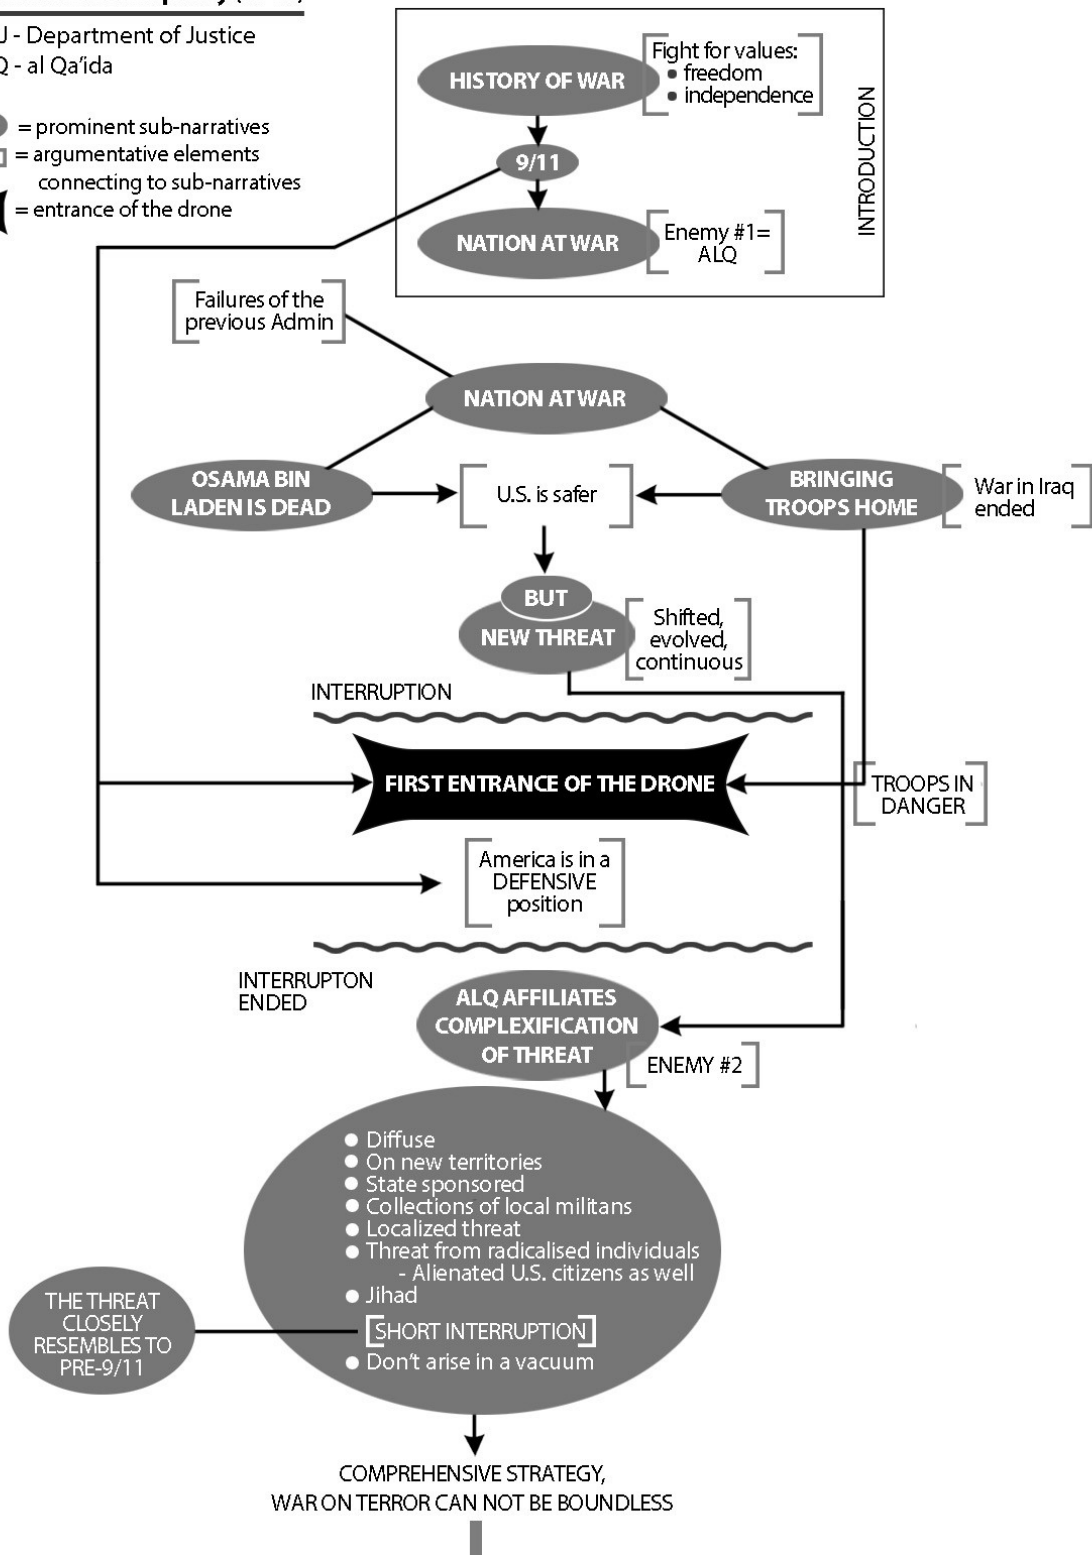 J - Department of Justice
Q - al Qa'ida
= prominent sub-narratives
= argumentative elements
connecting to sub-narratives
= entrance of the drone
HISTORY OF WAR
Fight for values:
• freedom
• independence
9/11
NATION AT WAR
Enemy #1=
ALQ
INTRODUCTION
Failures of the
previous Admin
NATION AT WAR
OSAMA BIN
LADEN IS DEAD
U.S. is safer
BRINGING
TROOPS HOME
War in Iraq
ended
BUT
NEW THREAT
Shifted,
evolved,
continuous
INTERRUPTION
FIRST ENTRANCE OF THE DRONE
TROOPS IN
DANGER
America is in a
DEFENSIVE
position
INTERRUPTON
ENDED
ALQ AFFILIATES
COMPLEXIFICATION
OF THREAT
ENEMY #2
• Diffuse
• On new territories
• State sponsored
• Collections of local militans
• Localized threat
• Threat from radicalised individuals
- Alienated U.S. citizens as well
• Jihad
[SHORT INTERRUPTION]
• Don't arise in a vacuum
THE THREAT
CLOSELY
RESEMBLES TO
PRE-9/11
COMPREHENSIVE STRATEGY,
WAR ON TERROR CAN NOT BE BOUNDLESS